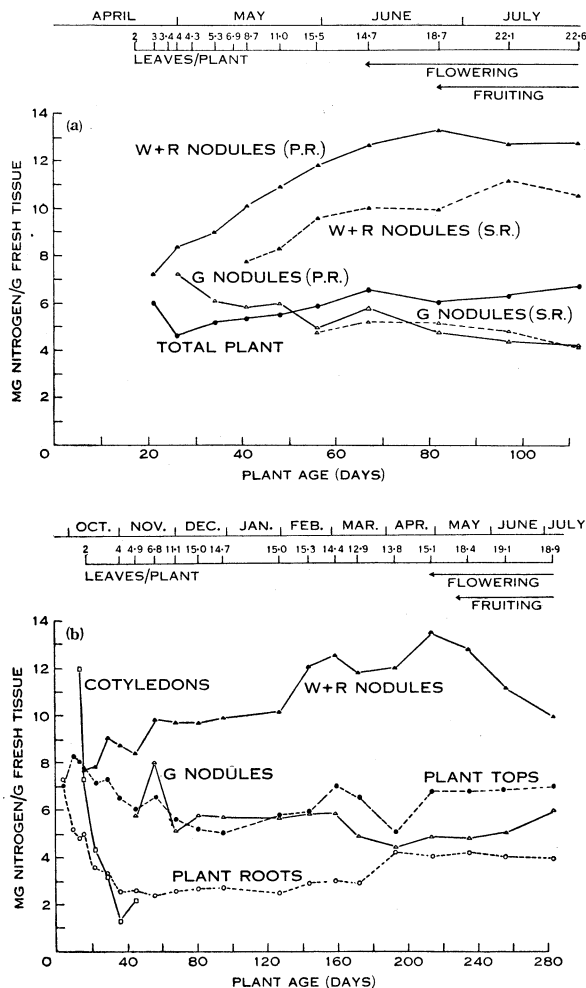 APRIL MAY JUNE JULY
2 3 3·4 4 4·3 5·3 6·9 8·7 11·0 15·5 14·7 18·7 22·1 22·6
LEAVES/PLANT
FLOWERING
FRUITING
14
(a)
W+R NODULES (P.R.)
12
10
W+R NODULES (S.R.)
8
G NODULES (P.R.)
6
G NODULES (S.R.)
TOTAL PLANT
4
2
MG NITROGEN/G FRESH TISSUE
0 20 40 60 80 100
PLANT AGE (DAYS)
OCT. NOV. DEC. JAN. FEB. MAR. APR. MAY JUNE JULY
2 4 4·9 6·8 11·1 15·0 14·7 15·0 15·3 14·4 12·9 13·8 15·1 18·4 19·1 18·9
LEAVES/PLANT
FLOWERING
FRUITING
14
(b)
12
COTYLEDONS
W+R NODULES
10
8
G NODULES
PLANT TOPS
6
4
PLANT ROOTS
2
MG NITROGEN/G FRESH TISSUE
0 40 80 120 160 200 240 280
PLANT AGE (DAYS)